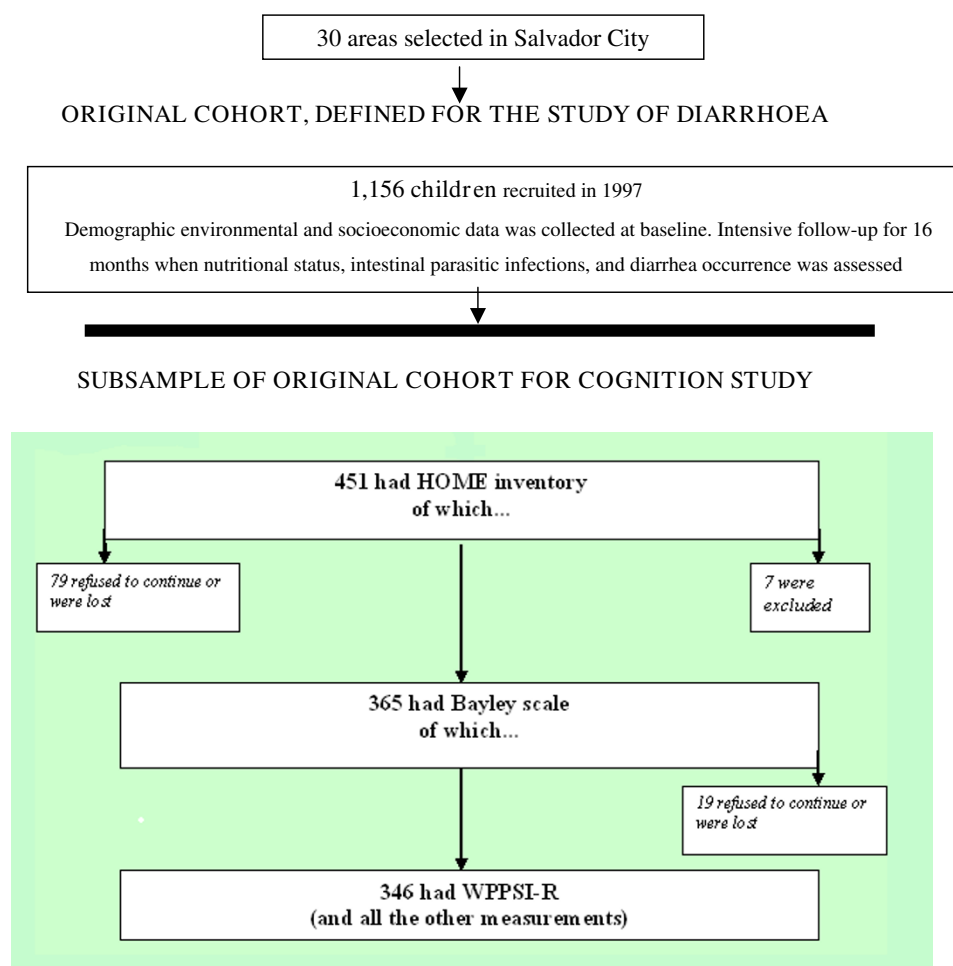 30 areas selected in Salvador City
ORIGINAL COHORT, DEFINED FOR THE STUDY OF DIARRHOEA
1,156 children recruited in 1997
Demographic environmental and socioeconomic data was collected at baseline. Intensive follow-up for 16
months when nutritional status, intestinal parasitic infections, and diarrhea occurrence was assessed
SUBSAMPLE OF ORIGINAL COHORT FOR COGNITION STUDY
451 had HOME inventory
of which...
79 refused to continue or
were lost
7 were
excluded
365 had Bayley scale
of which...
19 refused to continue or
were lost
346 had WPPSI-R
(and all the other measurements)